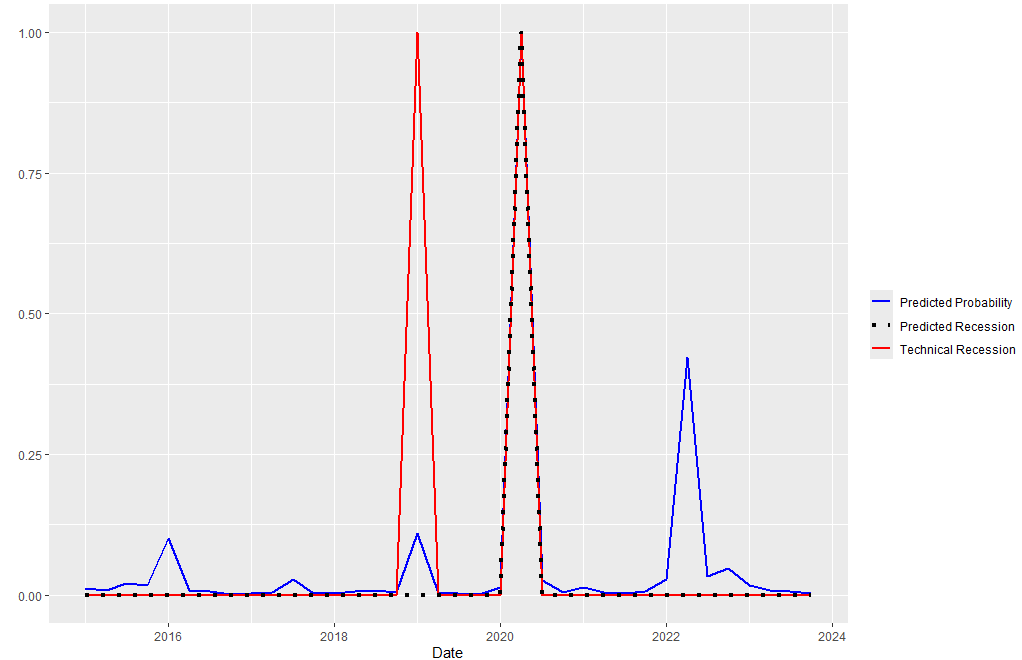 1.00
0.75
0.50
0.25
0.00
2016 2018 2020 2022 2024
Date
Predicted Probability
Predicted Recession
Technical Recession